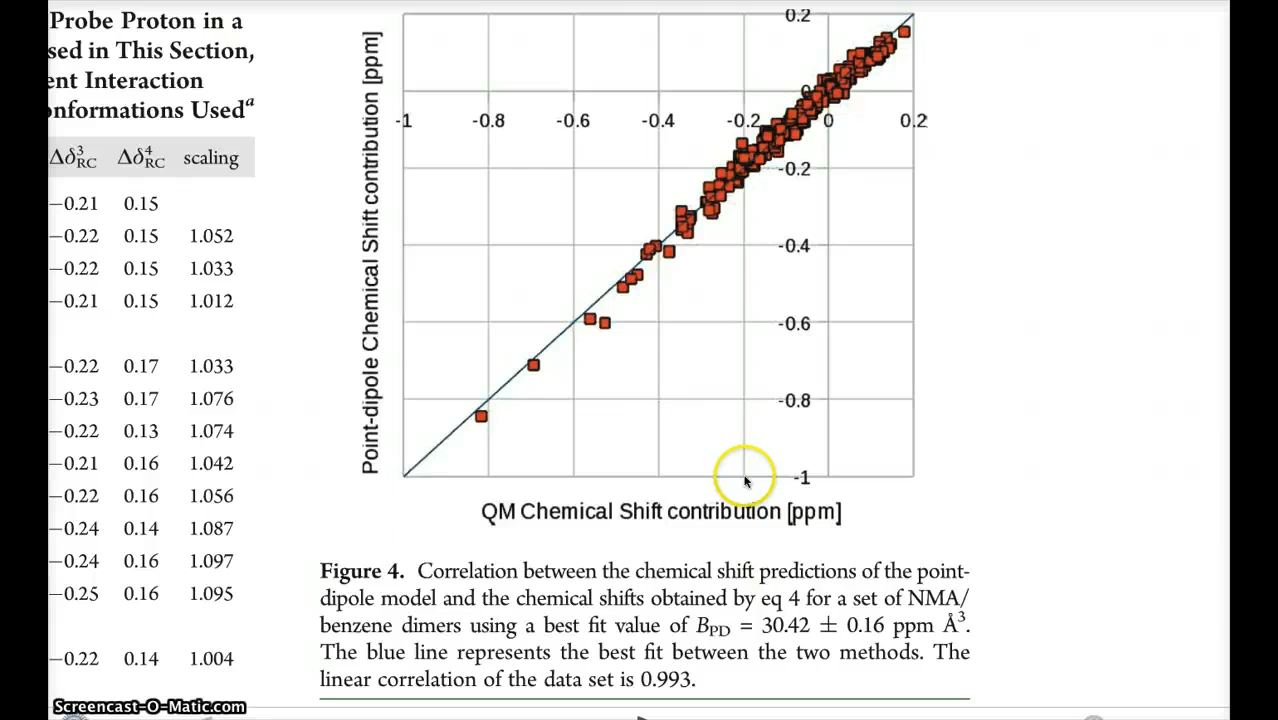 Probe Proton in a
sed in This Section,
ent Interaction
onformations Usedᵃ
Δδ³RC Δδ⁴RC scaling
−0.21 0.15
−0.22 0.15 1.052
−0.22 0.15 1.033
−0.21 0.15 1.012
−0.22 0.17 1.033
−0.23 0.17 1.076
−0.22 0.13 1.074
−0.21 0.16 1.042
−0.22 0.16 1.056
−0.24 0.14 1.087
−0.24 0.16 1.097
−0.25 0.16 1.095
−0.22 0.14 1.004
Point-dipole Chemical Shift contribution [ppm]
0.2
0
-1 -0.8 -0.6 -0.4 -0.2 0 0.2
-0.2
-0.4
-0.6
-0.8
-1
QM Chemical Shift contribution [ppm]
Figure 4. Correlation between the chemical shift predictions of the point-
dipole model and the chemical shifts obtained by eq 4 for a set of NMA/
benzene dimers using a best fit value of BPD = 30.42 ± 0.16 ppm Å³.
The blue line represents the best fit between the two methods. The
linear correlation of the data set is 0.993.
Screencast-O-Matic.com